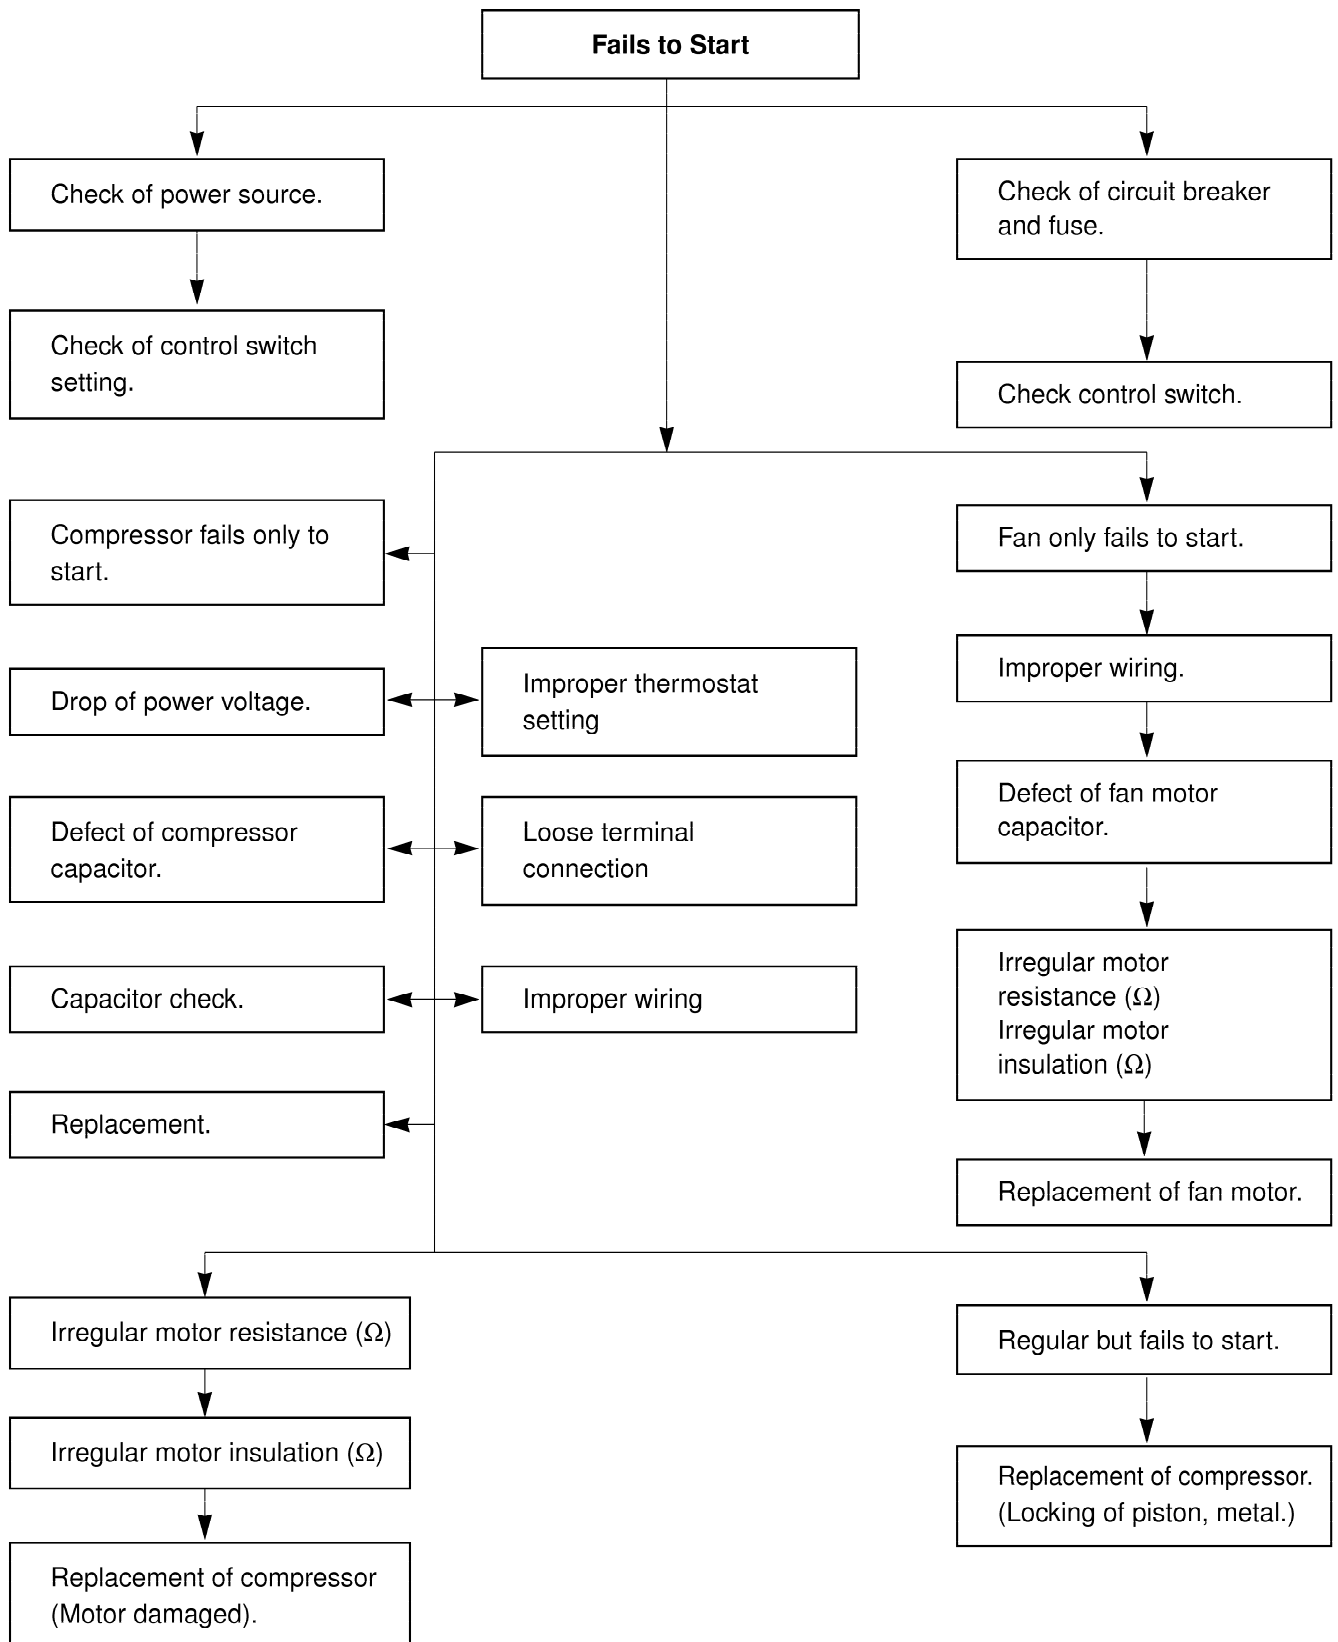 Fails to Start
Check of power source.
Check of circuit breaker
and fuse.
Check of control switch
setting.
Check control switch.
Compressor fails only to
start.
Fan only fails to start.
Drop of power voltage.
Improper thermostat
setting
Improper wiring.
Defect of compressor
capacitor.
Loose terminal
connection
Defect of fan motor
capacitor.
Capacitor check.
Improper wiring
Irregular motor
resistance (Ω)
Irregular motor
insulation (Ω)
Replacement.
Replacement of fan motor.
Irregular motor resistance (Ω)
Regular but fails to start.
Irregular motor insulation (Ω)
Replacement of compressor.
(Locking of piston, metal.)
Replacement of compressor
(Motor damaged).